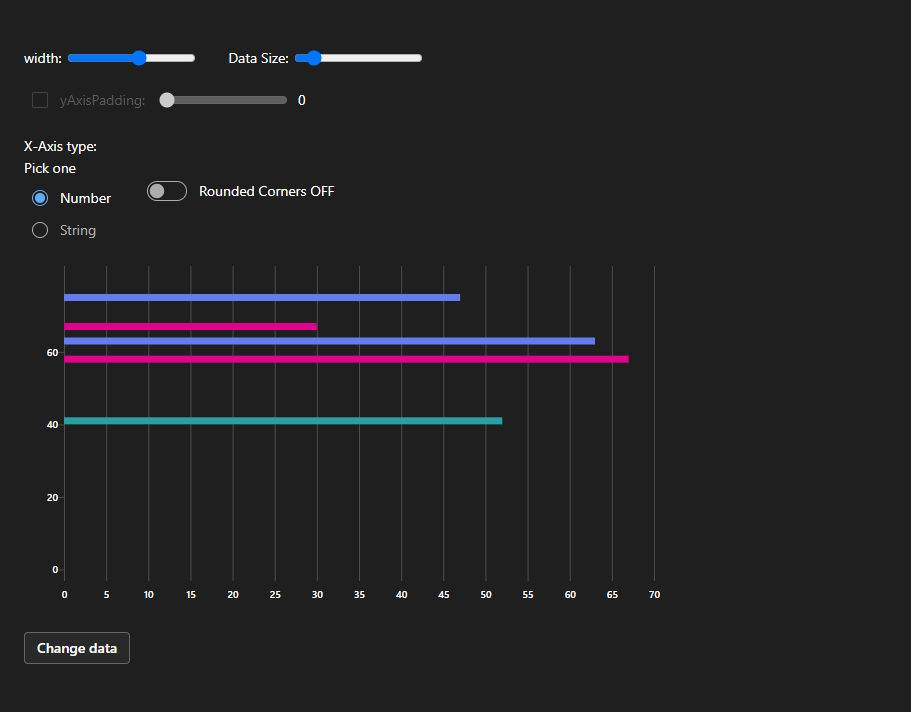 width: Data Size:
yAxisPadding: 0
X-Axis type:
Pick one
Number Rounded Corners OFF
String
60
40
20
0
0 5 10 15 20 25 30 35 40 45 50 55 60 65 70
Change data